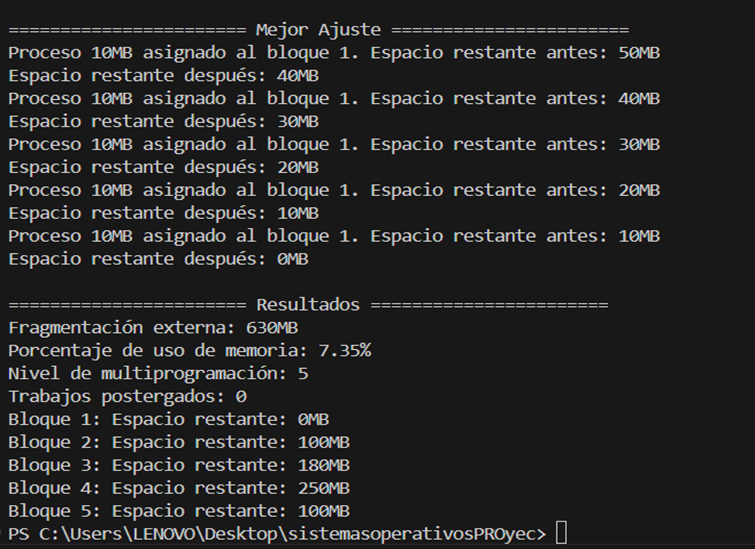 ======================= Mejor Ajuste =======================
Proceso 10MB asignado al bloque 1. Espacio restante antes: 50MB
Espacio restante después: 40MB
Proceso 10MB asignado al bloque 1. Espacio restante antes: 40MB
Espacio restante después: 30MB
Proceso 10MB asignado al bloque 1. Espacio restante antes: 30MB
Espacio restante después: 20MB
Proceso 10MB asignado al bloque 1. Espacio restante antes: 20MB
Espacio restante después: 10MB
Proceso 10MB asignado al bloque 1. Espacio restante antes: 10MB
Espacio restante después: 0MB
======================= Resultados =======================
Fragmentación externa: 630MB
Porcentaje de uso de memoria: 7.35%
Nivel de multiprogramación: 5
Trabajos postergados: 0
Bloque 1: Espacio restante: 0MB
Bloque 2: Espacio restante: 100MB
Bloque 3: Espacio restante: 180MB
Bloque 4: Espacio restante: 250MB
Bloque 5: Espacio restante: 100MB
PS C:\Users\LENOVO\Desktop\sistemasoperativosPROyec>